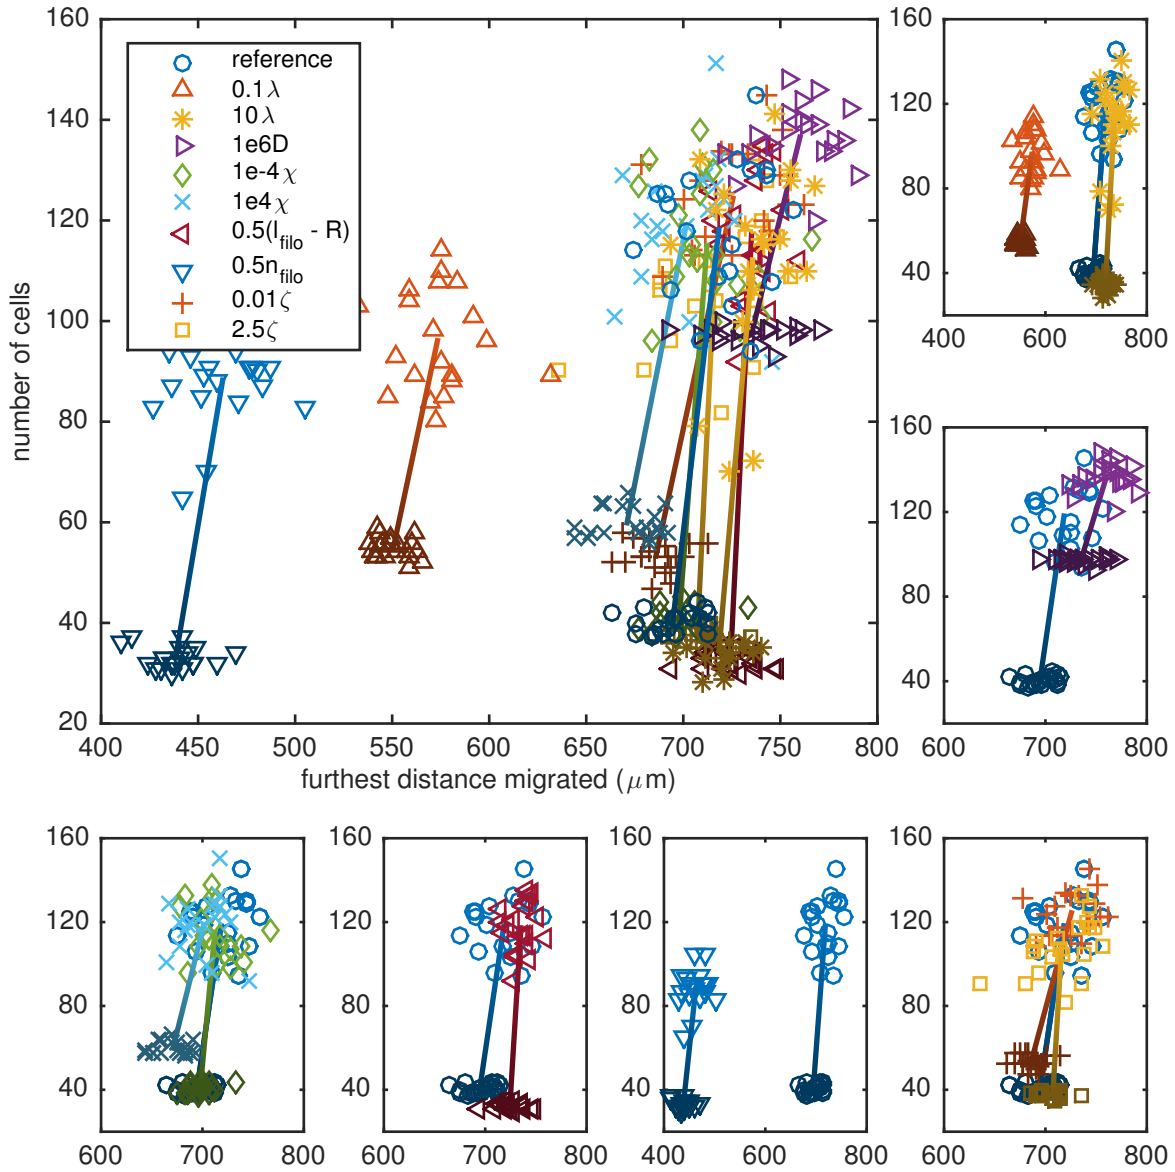 160
140
120
100
80
60
40
20
number of cells
reference
0.1λ
10λ
1e6D
1e-4χ
1e4χ
0.5(l_filo - R)
0.5n_filo
0.01ζ
2.5ζ
400 450 500 550 600 650 700 750 800
furthest distance migrated (μm)
160
120
80
40
400 600 800
160
120
80
40
600 700 800
160
120
80
40
600 700 800
160
120
80
40
600 700 800
160
120
80
40
400 600 800
160
120
80
40
600 700 800